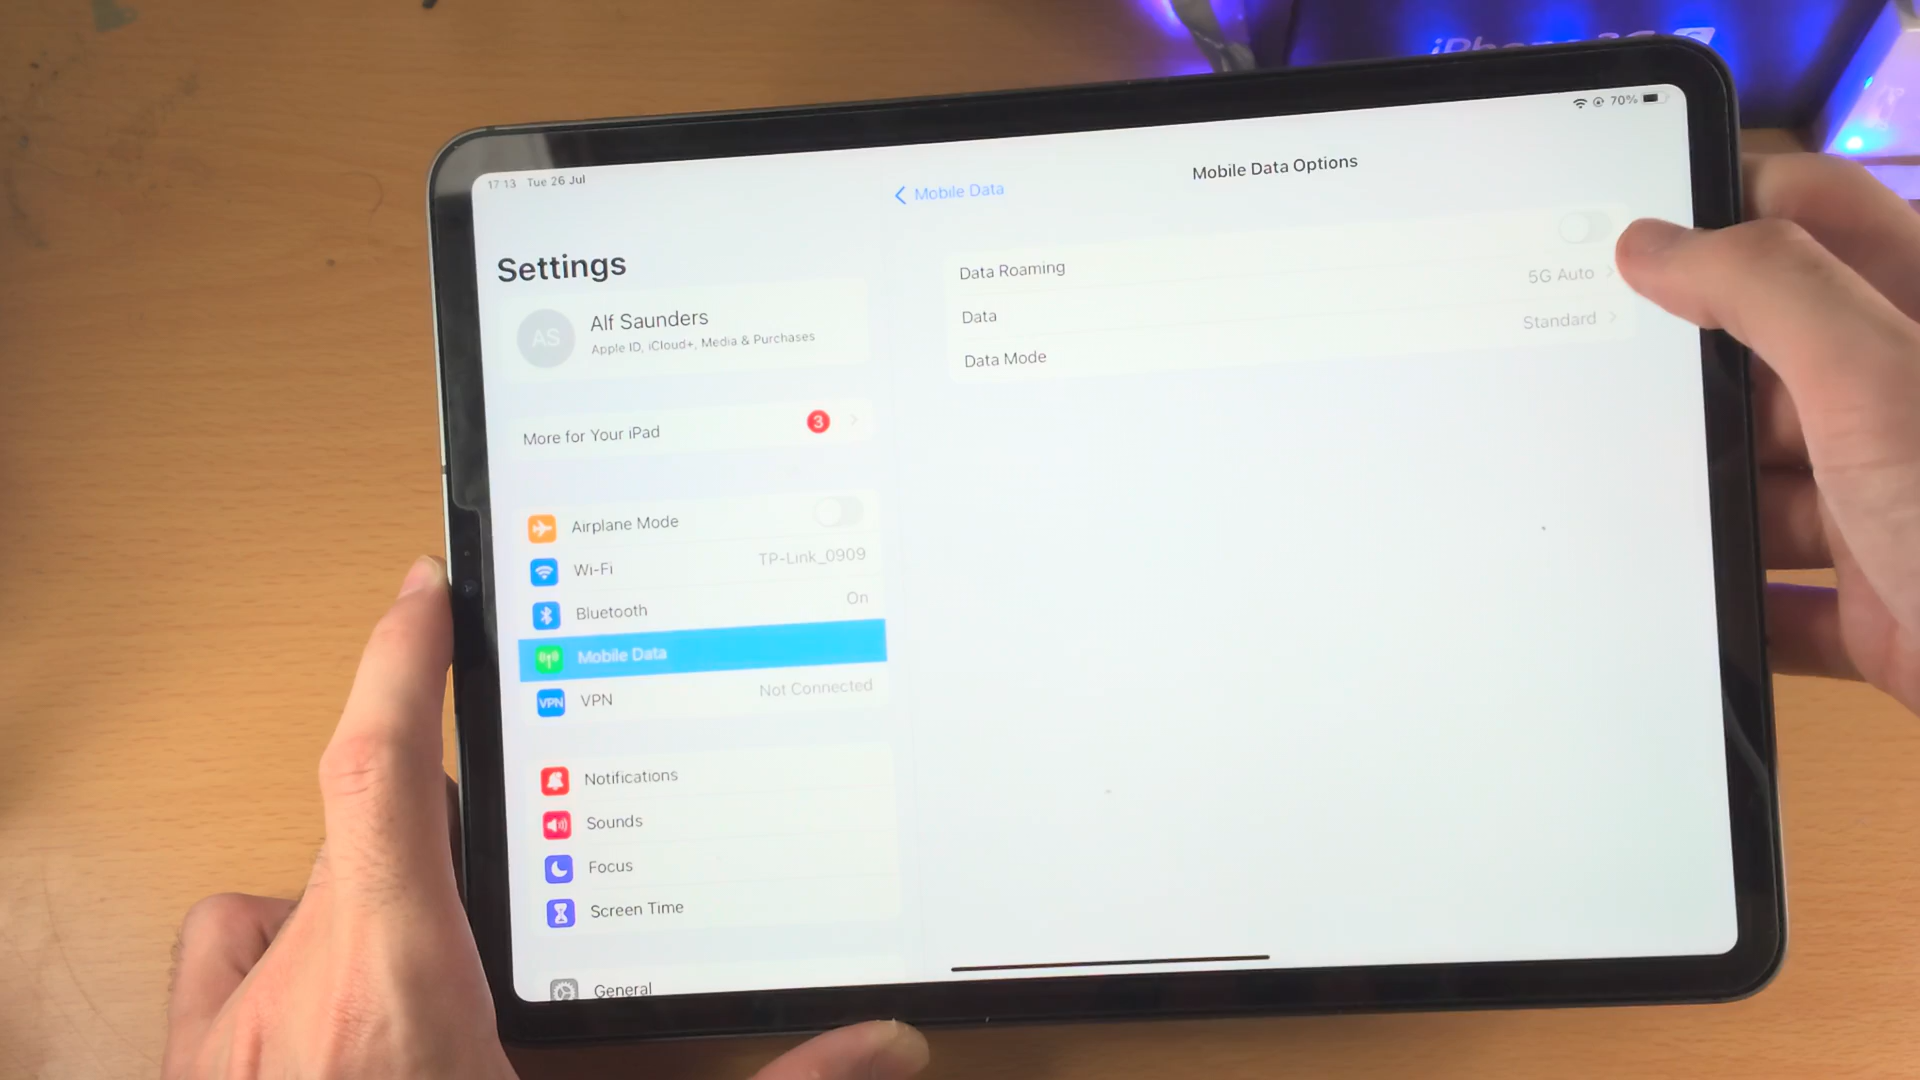 iPhone
17:13 Tue 26 Jul
70%
Settings
AS
Alf Saunders
Apple ID, iCloud+, Media & Purchases
More for Your iPad
3
Airplane Mode
Wi-Fi
TP-Link_0909
Bluetooth
On
Mobile Data
VPN
VPN
Not Connected
Notifications
Sounds
Focus
Screen Time
General
Mobile Data
Mobile Data Options
Data Roaming
Data
5G Auto
Data Mode
Standard